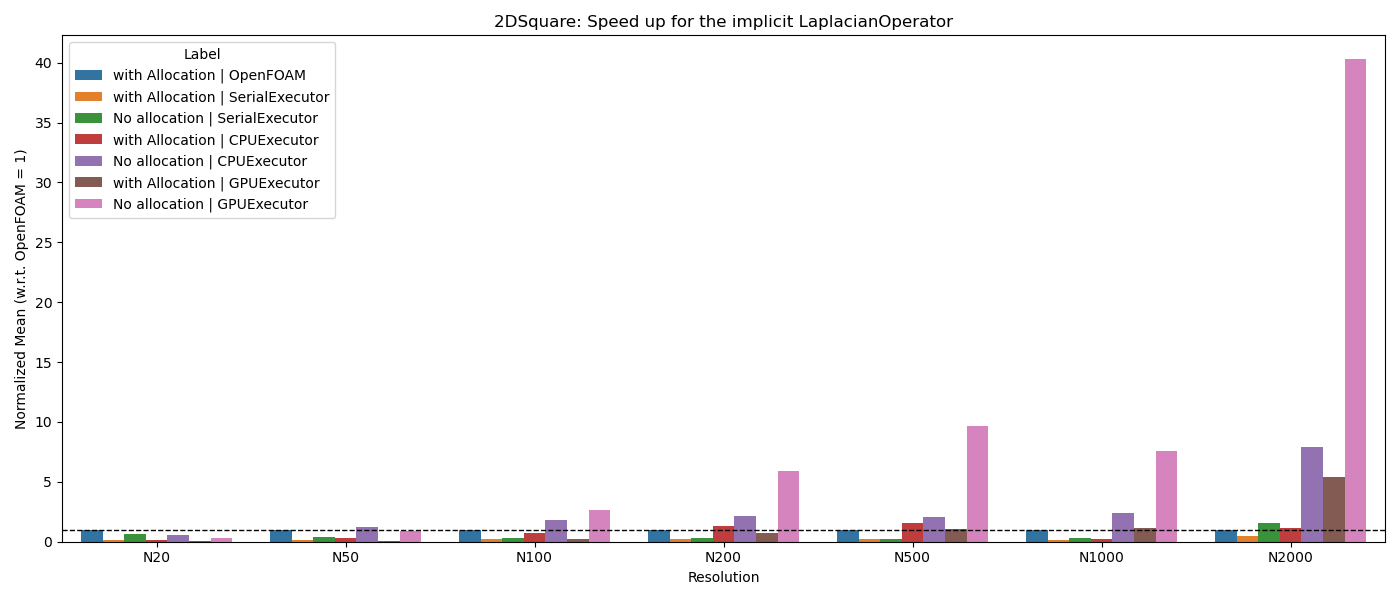 2DSquare: Speed up for the implicit LaplacianOperator
Label
with Allocation | OpenFOAM
with Allocation | SerialExecutor
No allocation | SerialExecutor
with Allocation | CPUExecutor
No allocation | CPUExecutor
with Allocation | GPUExecutor
No allocation | GPUExecutor
Normalized Mean (w.r.t. OpenFOAM = 1)
40
35
30
25
20
15
10
5
0
N20 N50 N100 N200 N500 N1000 N2000
Resolution